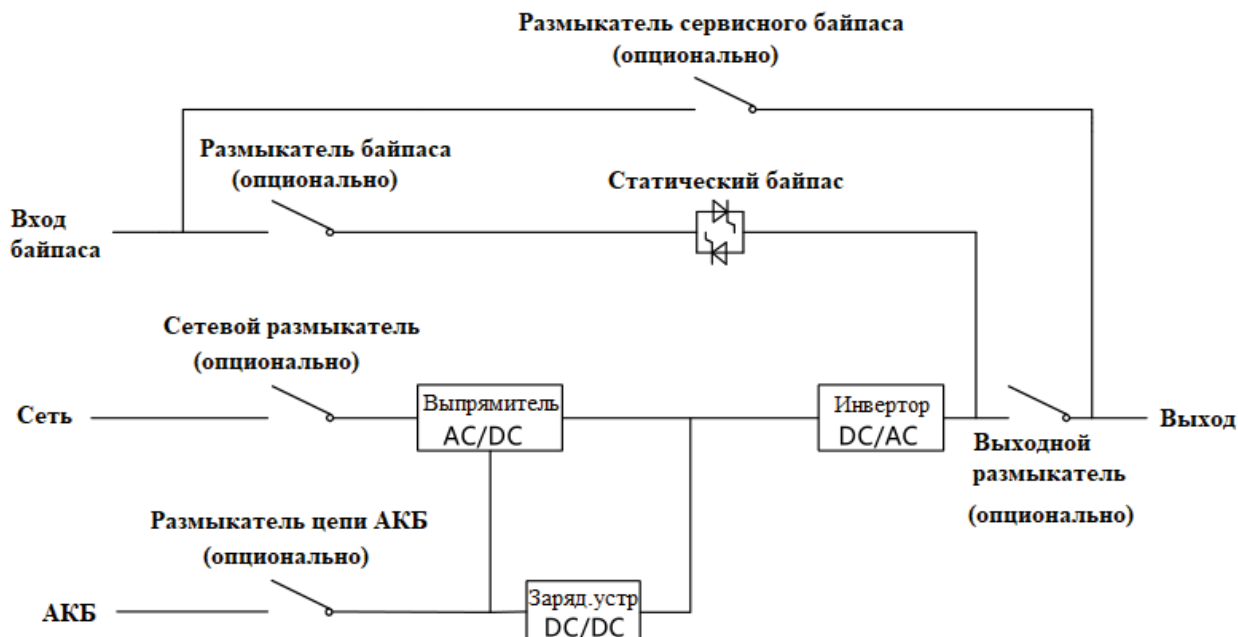 Размыкатель сервисного байпаса
(опционально)
Размыкатель байпаса
(опционально)
Статический байпас
Вход
байпаса
Сетевой размыкатель
(опционально)
Сеть
Выпрямитель
AC/DC
Инвертор
DC/AC
Выход
Выходной
размыкатель
(опционально)
Размыкатель цепи АКБ
(опционально)
АКБ
Заряд.устр
DC/DC